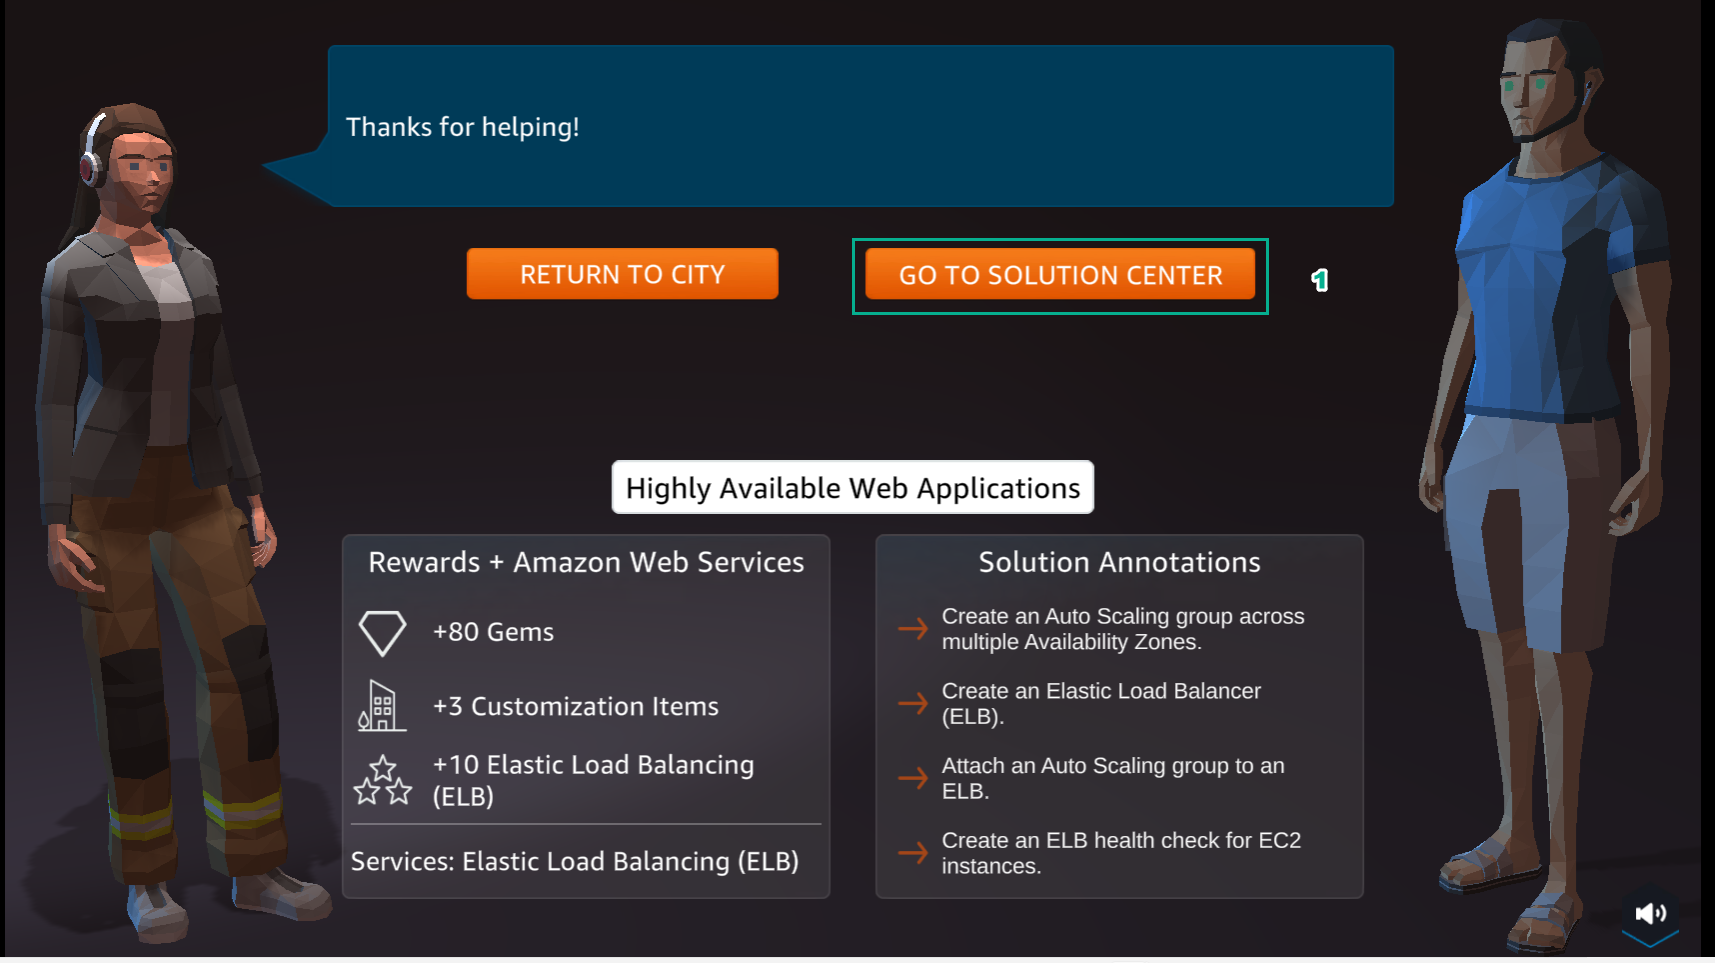 Thanks for helping!
RETURN TO CITY
GO TO SOLUTION CENTER
1
Highly Available Web Applications
Rewards + Amazon Web Services
+80 Gems
+3 Customization Items
+10 Elastic Load Balancing
(ELB)
Services: Elastic Load Balancing (ELB)
Solution Annotations
Create an Auto Scaling group across
multiple Availability Zones.
Create an Elastic Load Balancer
(ELB).
Attach an Auto Scaling group to an
ELB.
Create an ELB health check for EC2
instances.